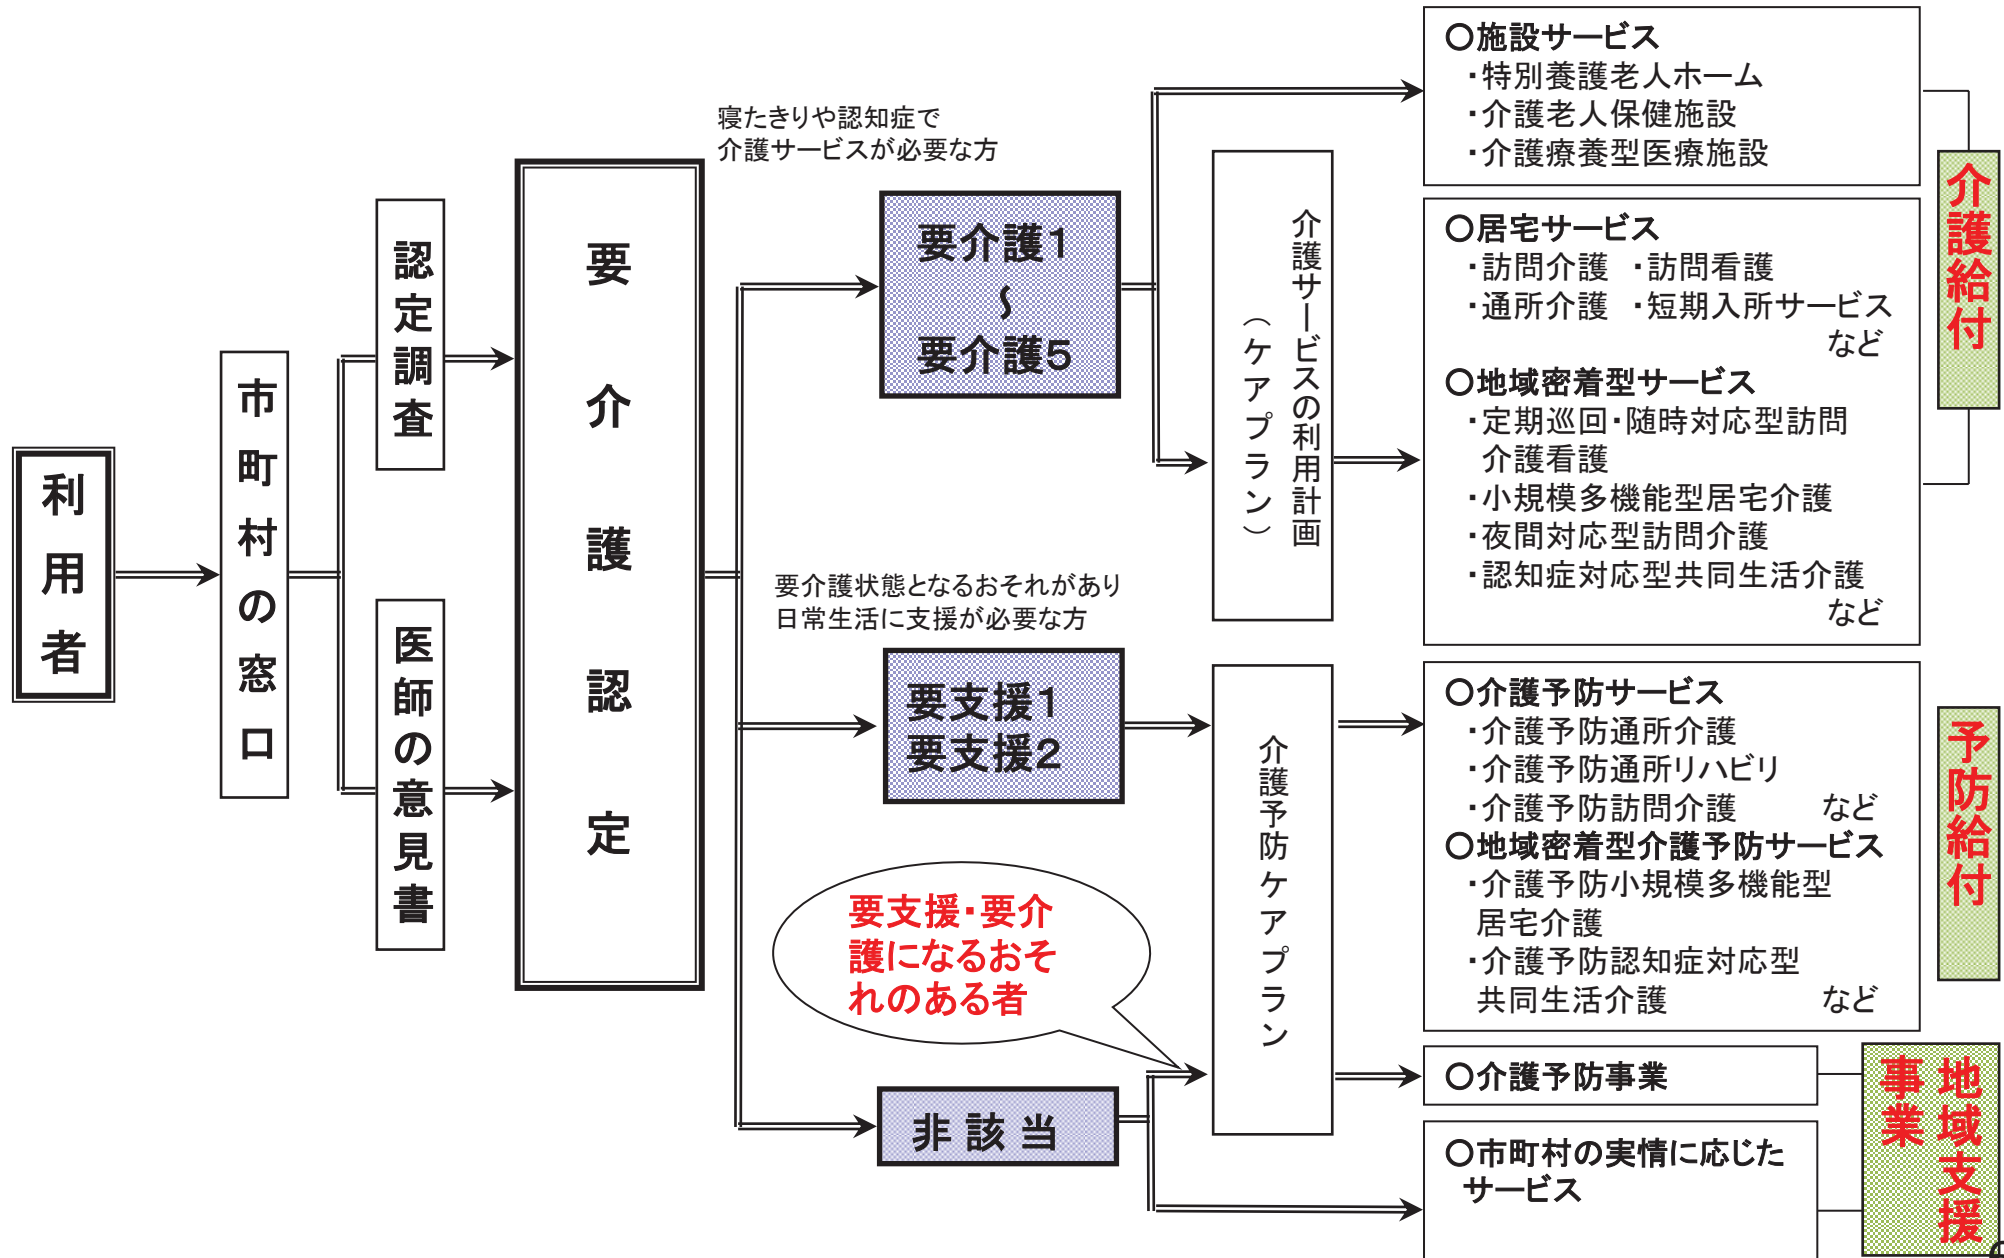 利用者
市町村の窓口
認定調査
医師の意見書
要介護認定
寝たきりや認知症で
介護サービスが必要な方
要介護1
～
要介護5
要介護状態となるおそれがあり
日常生活に支援が必要な方
要支援1
要支援2
要支援・要介
護になるおそ
れのある者
非該当
介護サービスの利用計画
（ケアプラン）
介護予防ケアプラン
○施設サービス
・特別養護老人ホーム
・介護老人保健施設
・介護療養型医療施設
○居宅サービス
・訪問介護 ・訪問看護
・通所介護 ・短期入所サービス
など
○地域密着型サービス
・定期巡回・随時対応型訪問
介護看護
・小規模多機能型居宅介護
・夜間対応型訪問介護
・認知症対応型共同生活介護
など
○介護予防サービス
・介護予防通所介護
・介護予防通所リハビリ
・介護予防訪問介護 など
○地域密着型介護予防サービス
・介護予防小規模多機能型
居宅介護
・介護予防認知症対応型
共同生活介護 など
○介護予防事業
○市町村の実情に応じた
サービス
介護給付
予防給付
地域支援
事業